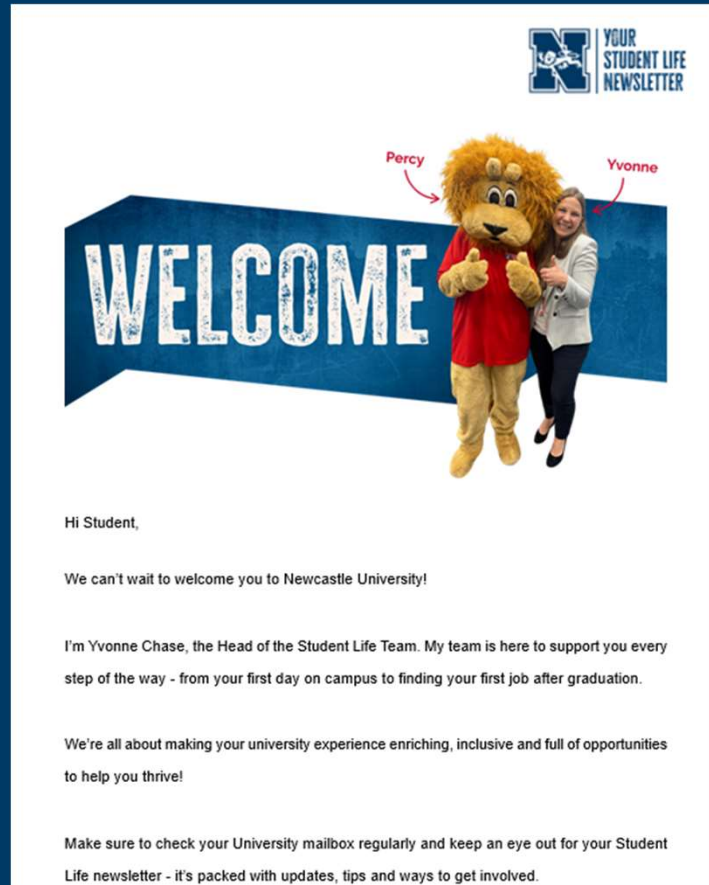 YOUR
STUDENT LIFE
NEWSLETTER
Percy
Yvonne
WELCOME
Hi Student,
We can't wait to welcome you to Newcastle University!
I'm Yvonne Chase, the Head of the Student Life Team. My team is here to support you every
step of the way - from your first day on campus to finding your first job after graduation.
We're all about making your university experience enriching, inclusive and full of opportunities
to help you thrive!
Make sure to check your University mailbox regularly and keep an eye out for your Student
Life newsletter - it's packed with updates, tips and ways to get involved.